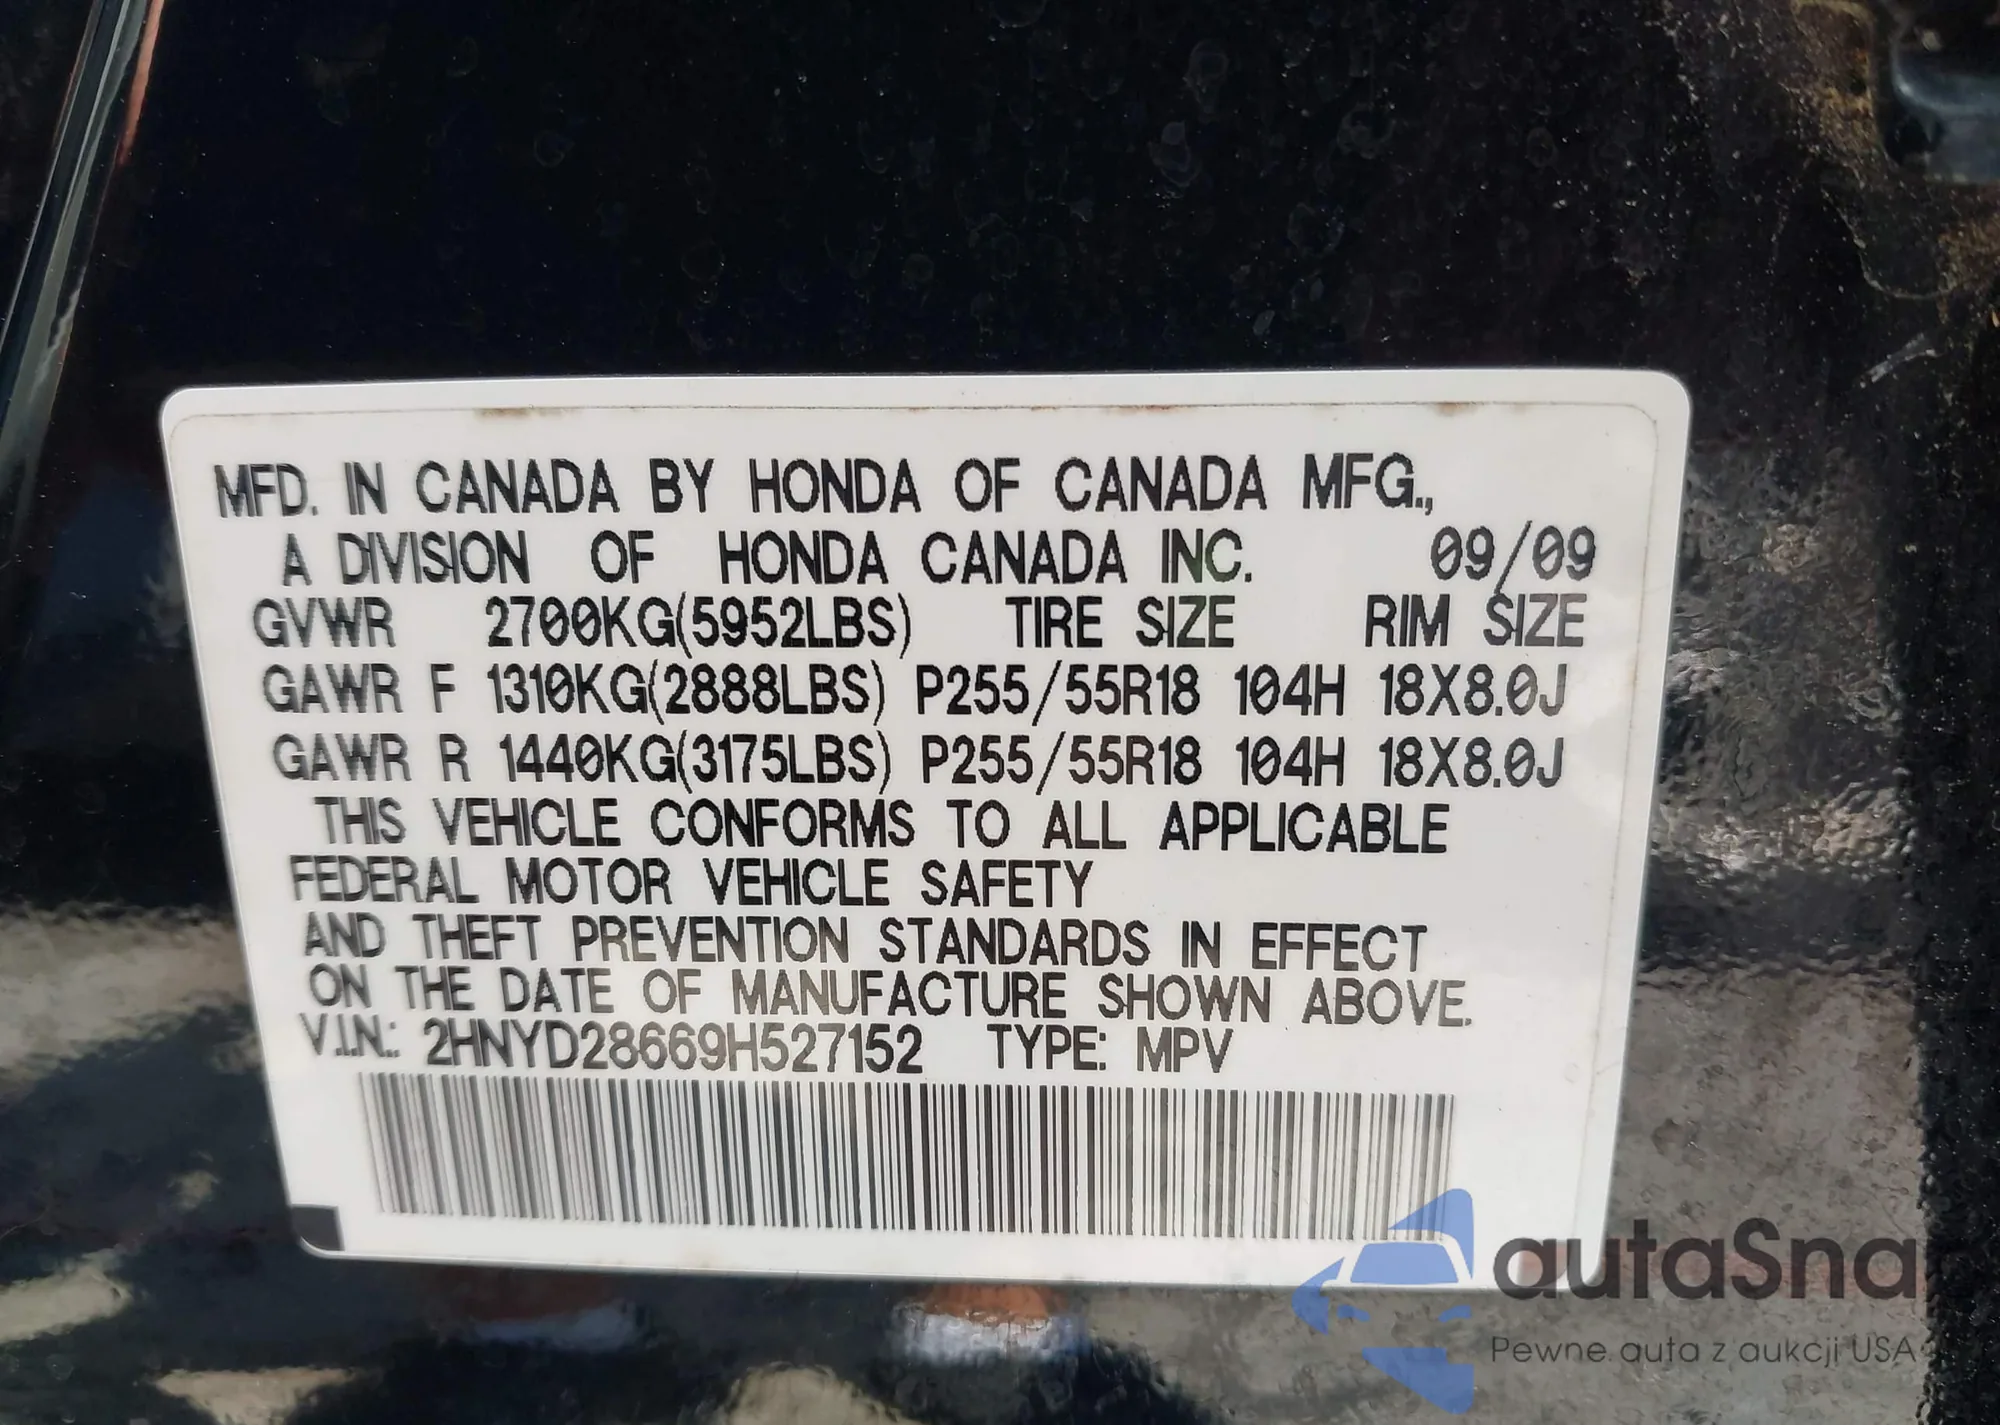 MFD. IN CANADA BY HONDA OF CANADA MFG.,
A DIVISION OF HONDA CANADA INC. 09/09
GVWR 2700KG(5952LBS) TIRE SIZE RIM SIZE
GAWR F 1310KG(2888LBS) P255/55R18 104H 18X8.0J
GAWR R 1440KG(3175LBS) P255/55R18 104H 18X8.0J
THIS VEHICLE CONFORMS TO ALL APPLICABLE
FEDERAL MOTOR VEHICLE SAFETY
AND THEFT PREVENTION STANDARDS IN EFFECT
ON THE DATE OF MANUFACTURE SHOWN ABOVE.
V.I.N.: 2HNYD28669H527152 TYPE: MPV
autaSnap
Pewne auta z aukcji USA